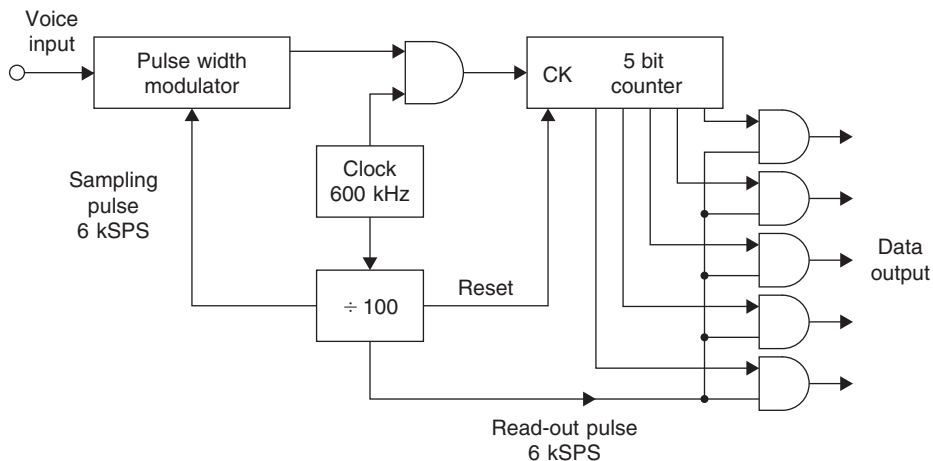 Voice
input
Pulse width
modulator
CK
5 bit
counter
Clock
600 kHz
Sampling
pulse
6 kSPS
÷ 100
Reset
Data
output
Read-out pulse
6 kSPS